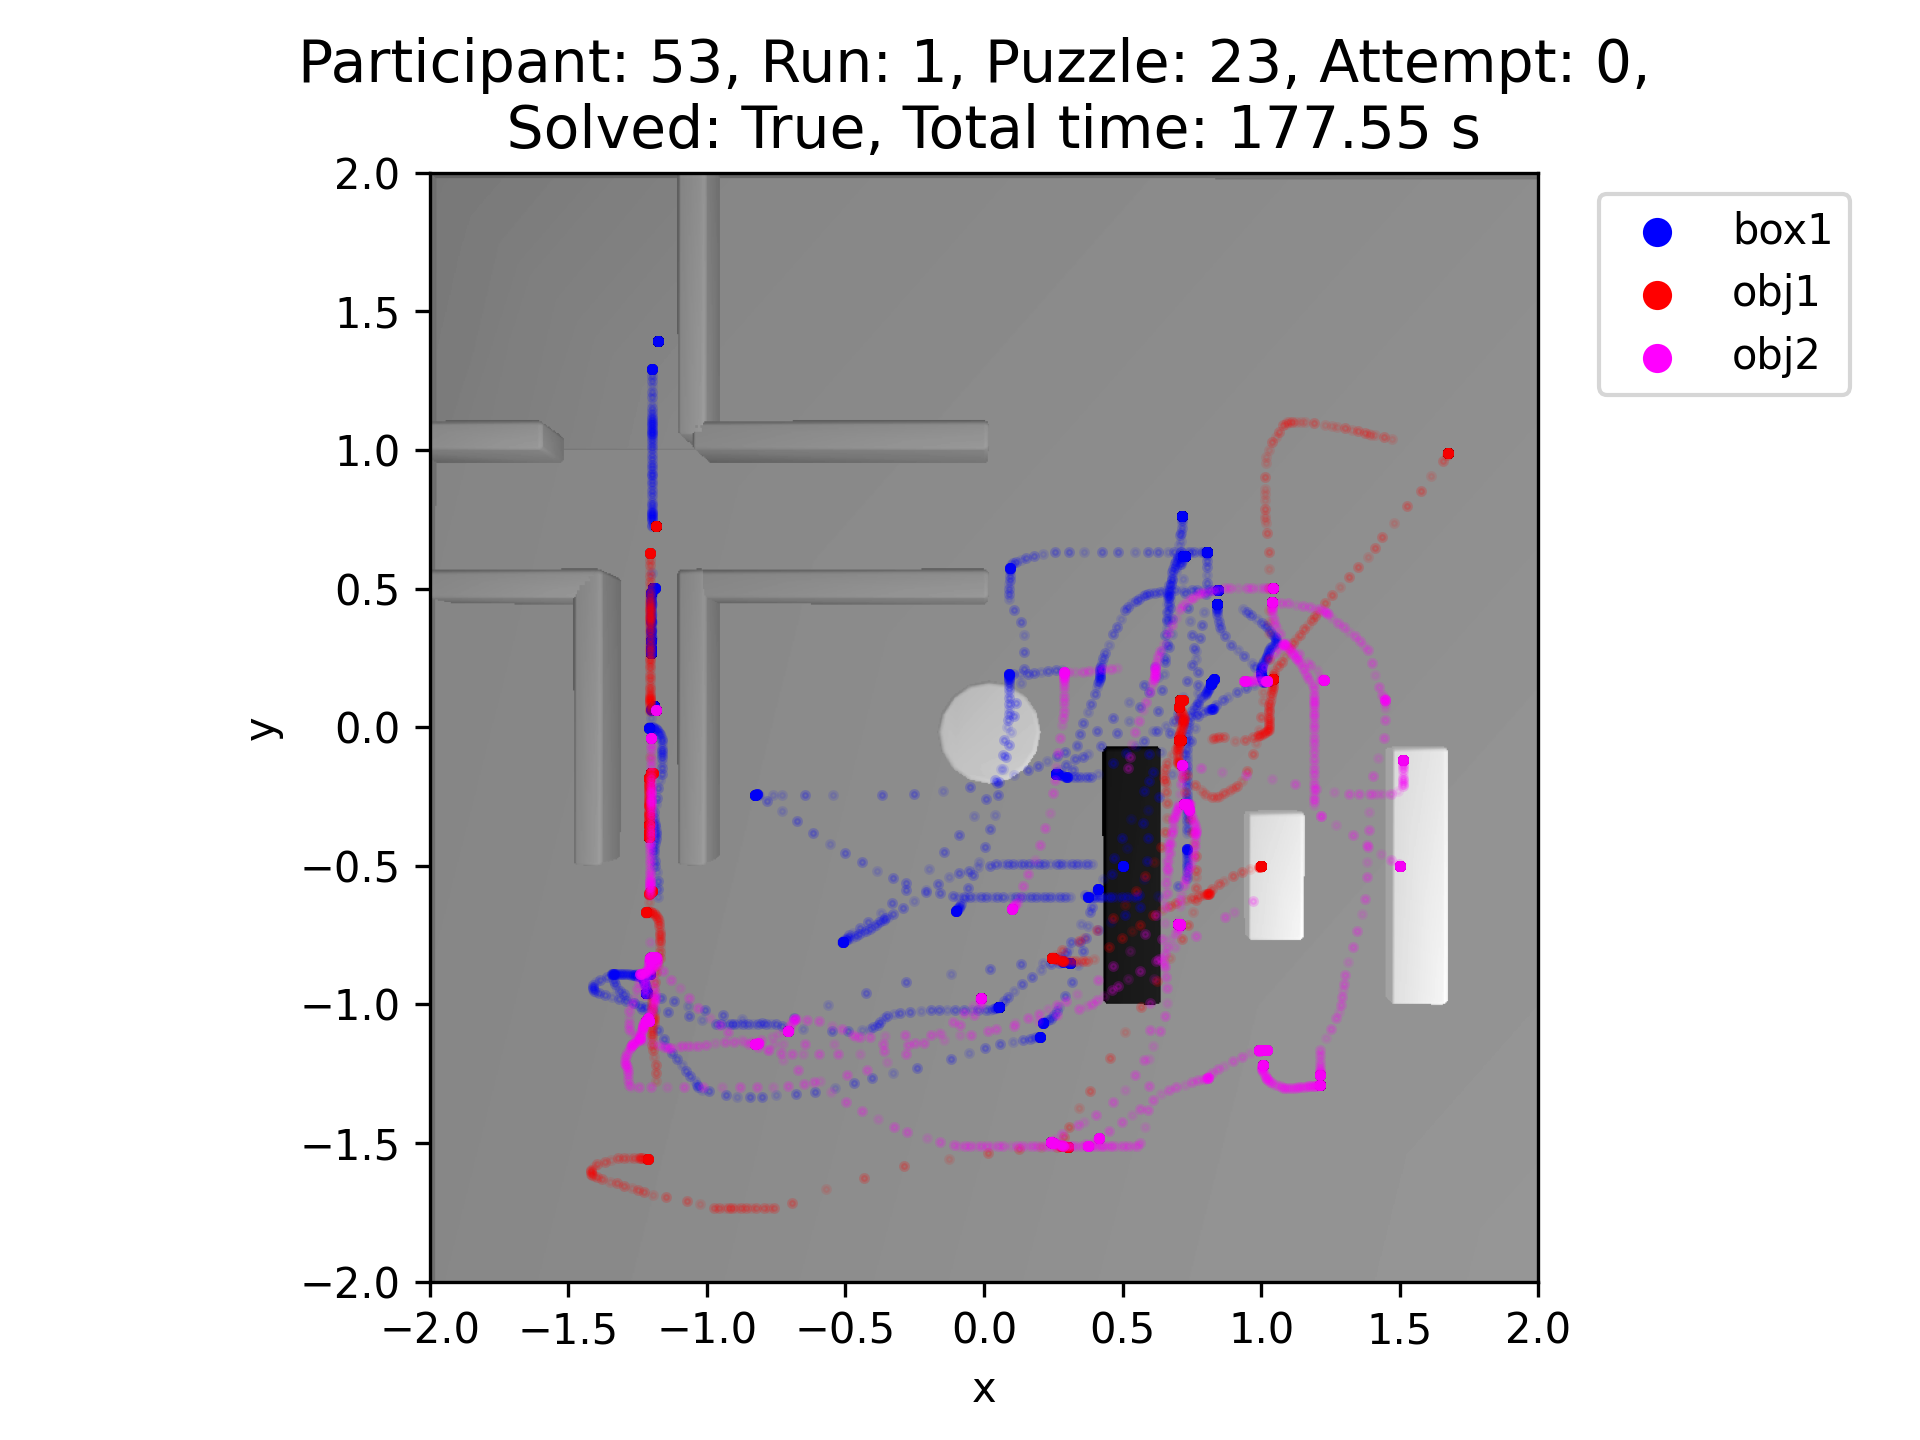 Participant: 53, Run: 1, Puzzle: 23, Attempt: 0,
Solved: True, Total time: 177.55 s
2.0
1.5
1.0
0.5
0.0
−0.5
−1.0
−1.5
−2.0
y
−2.0 −1.5 −1.0 −0.5 0.0 0.5 1.0 1.5 2.0
x
box1
obj1
obj2